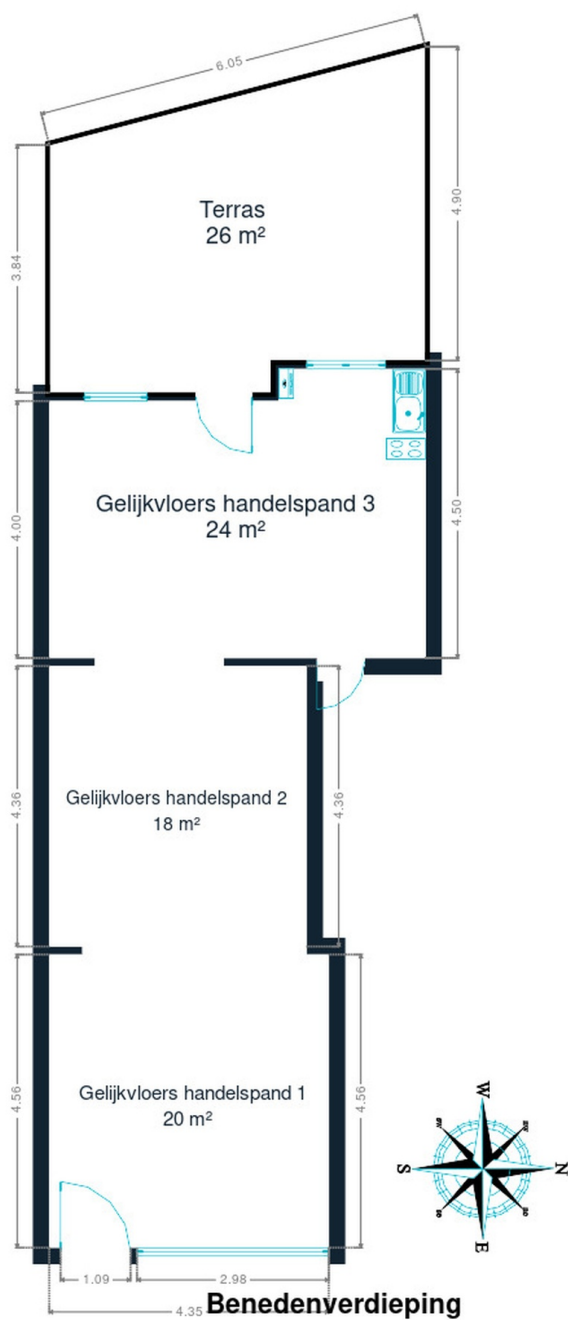 6.05
Terras
26 m²
4.90
3.84
Gelijkvloers handelspand 3
24 m²
4.00
4.50
Gelijkvloers handelspand 2
18 m²
4.36
4.36
Gelijkvloers handelspand 1
20 m²
4.56
4.56
W
S
N
E
1.09
2.98
4.35
Benedenverdieping